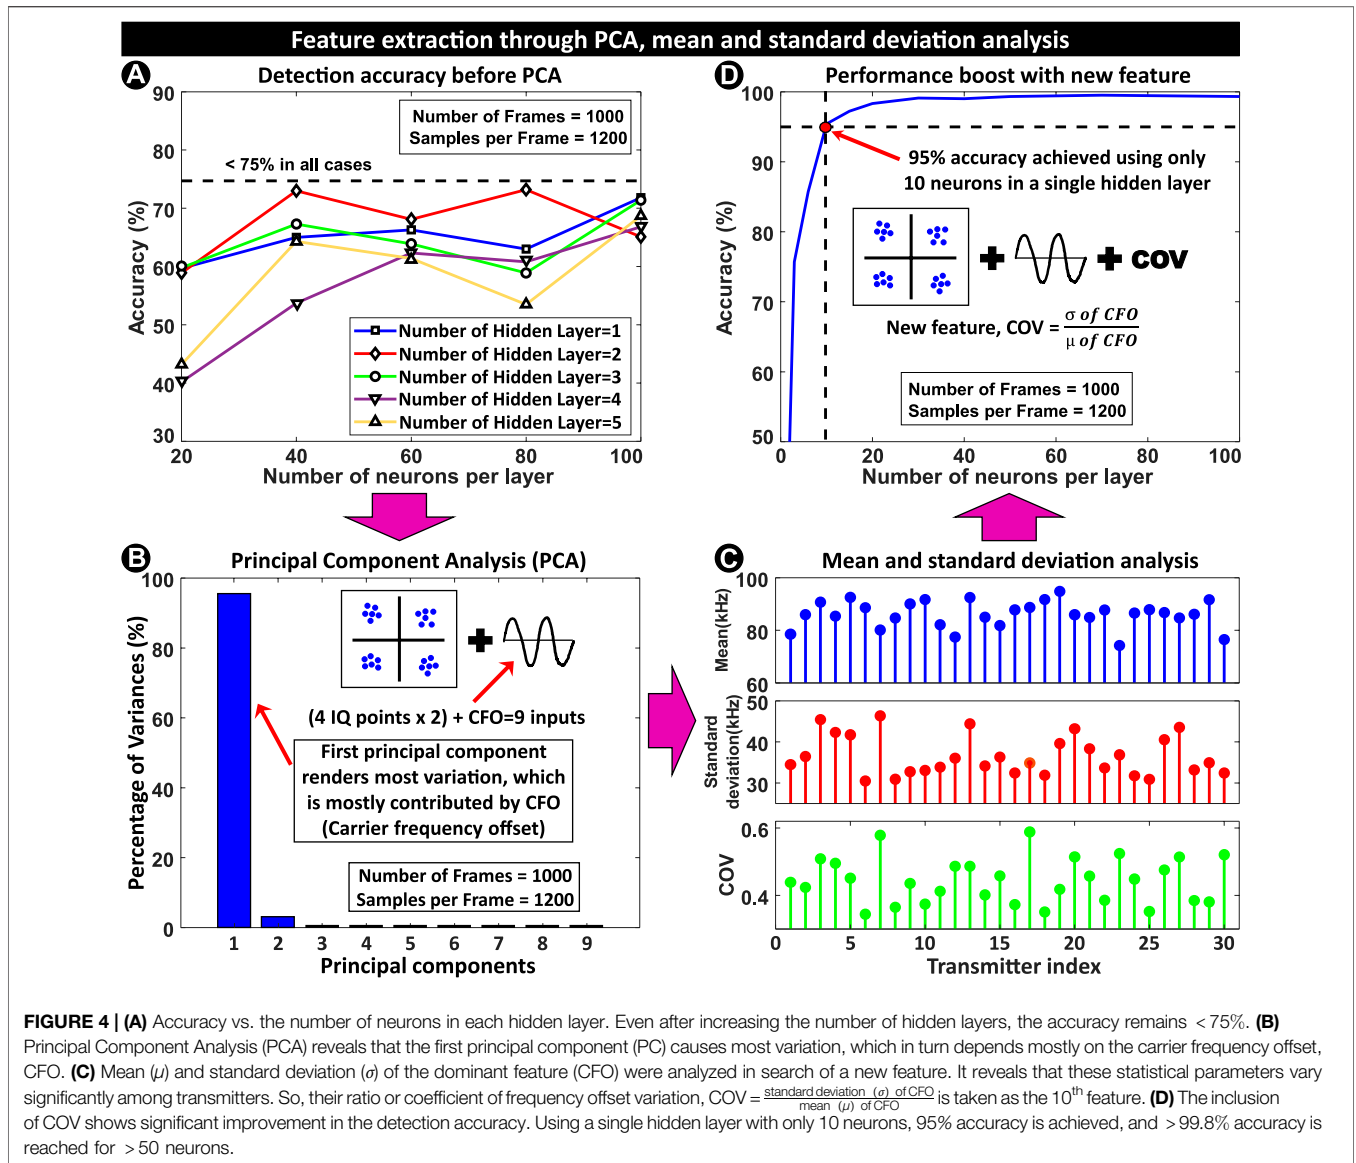 Feature extraction through PCA, mean and standard deviation analysis
A
Detection accuracy before PCA
90
80
70
60
50
40
30
Accuracy (%)
Number of Frames = 1000
Samples per Frame = 1200
< 75% in all cases
Number of Hidden Layer=1
Number of Hidden Layer=2
Number of Hidden Layer=3
Number of Hidden Layer=4
Number of Hidden Layer=5
20 40 60 80 100
Number of neurons per layer
D
Performance boost with new feature
100
90
80
70
60
50
Accuracy (%)
95% accuracy achieved using only
10 neurons in a single hidden layer
COV
New feature, COV = σ of CFO / μ of CFO
Number of Frames = 1000
Samples per Frame = 1200
0 20 40 60 80 100
Number of neurons per layer
B
Principal Component Analysis (PCA)
100
80
60
40
20
0
Percentage of Variances (%)
(4 IQ points x 2) + CFO=9 inputs
First principal component
renders most variation, which
is mostly contributed by CFO
(Carrier frequency offset)
Number of Frames = 1000
Samples per Frame = 1200
1 2 3 4 5 6 7 8 9
Principal components
C
Mean and standard deviation analysis
100
80
60
Mean(kHz)
50
40
30
Standard
deviation(kHz)
0.6
0.4
COV
0 5 10 15 20 25 30
Transmitter index
FIGURE 4 | (A) Accuracy vs. the number of neurons in each hidden layer. Even after increasing the number of hidden layers, the accuracy remains < 75%. (B)
Principal Component Analysis (PCA) reveals that the first principal component (PC) causes most variation, which in turn depends mostly on the carrier frequency offset,
CFO. (C) Mean (μ) and standard deviation (σ) of the dominant feature (CFO) were analyzed in search of a new feature. It reveals that these statistical parameters vary
significantly among transmitters. So, their ratio or coefficient of frequency offset variation, COV = standard deviation (σ) of CFO / mean (μ) of CFO is taken as the 10th feature. (D) The inclusion
of COV shows significant improvement in the detection accuracy. Using a single hidden layer with only 10 neurons, 95% accuracy is achieved, and > 99.8% accuracy is
reached for > 50 neurons.